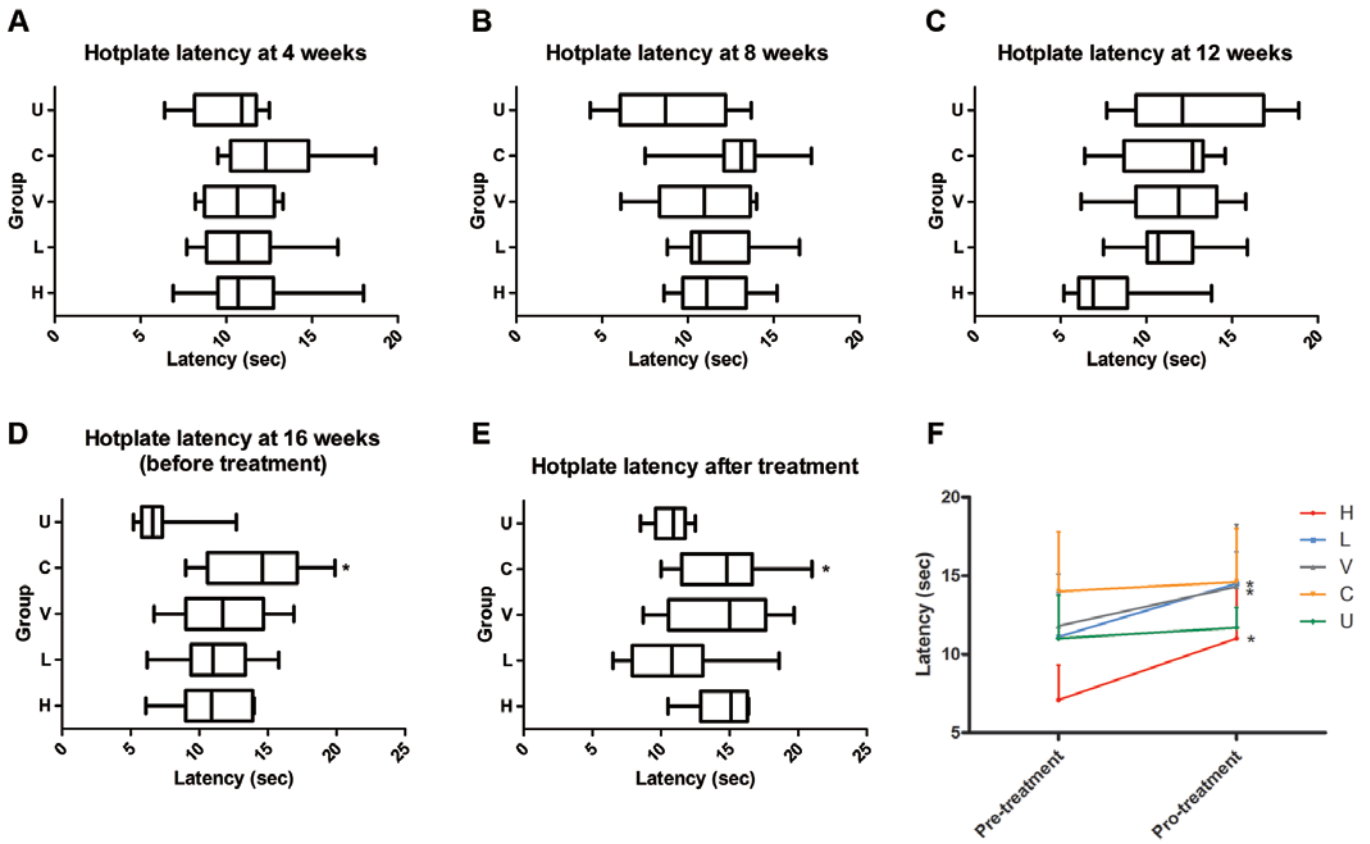 A
Hotplate latency at 4 weeks
Group
U
C
V
L
H
0 5 10 15 20
Latency (sec)
B
Hotplate latency at 8 weeks
Group
U
C
V
L
H
0 5 10 15 20
Latency (sec)
C
Hotplate latency at 12 weeks
Group
U
C
V
L
H
0 5 10 15 20
Latency (sec)
D
Hotplate latency at 16 weeks
(before treatment)
Group
U
C
*
V
L
H
0 5 10 15 20 25
Latency (sec)
E
Hotplate latency after treatment
Group
U
C
*
V
L
H
0 5 10 15 20 25
Latency (sec)
F
Latency (sec)
20
15
10
5
*
*
*
Pre-treatment
Pro-treatment
H
L
V
C
U